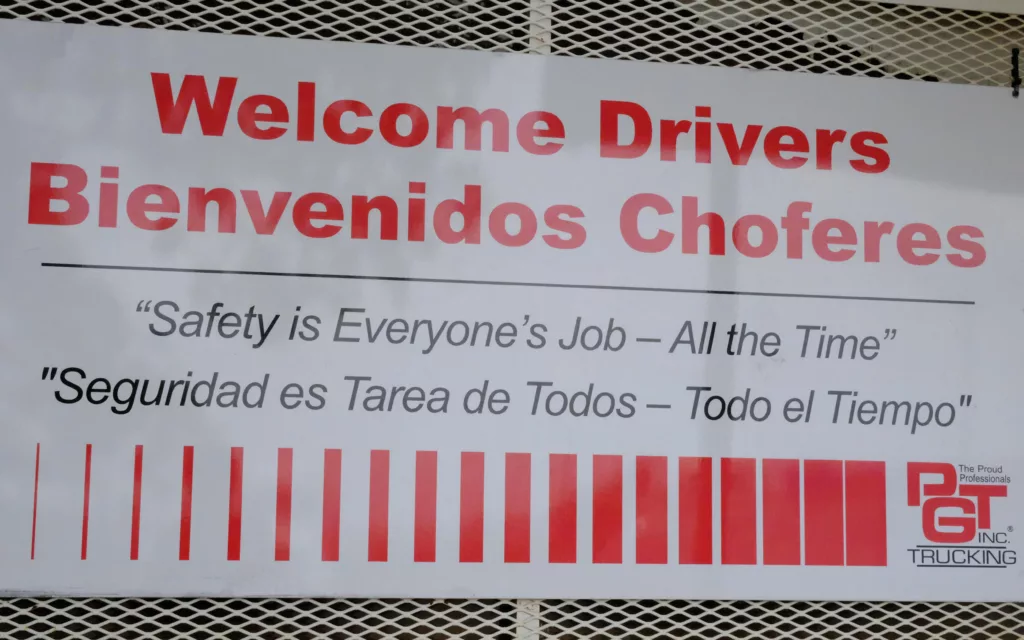 Welcome Drivers
Bienvenidos Choferes
“Safety is Everyone’s Job – All the Time”
"Seguridad es Tarea de Todos – Todo el Tiempo"
The Proud
Professionals
PGT
INC.®
TRUCKING